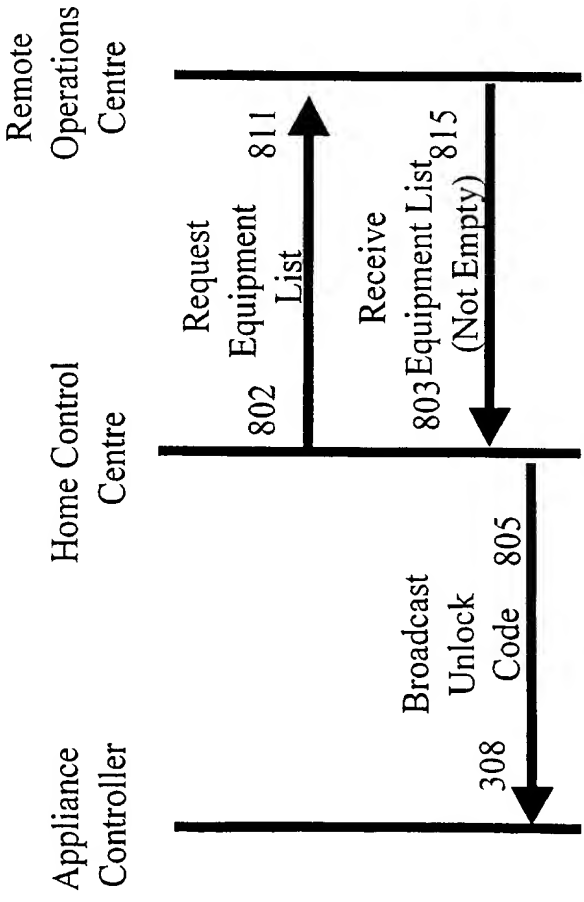 Appliance
Controller
Home Control
Centre
Remote
Operations
Centre
Request
Equipment
List
802
811
Receive
803 Equipment List
815
(Not Empty)
Broadcast
Unlock
Code
805
308